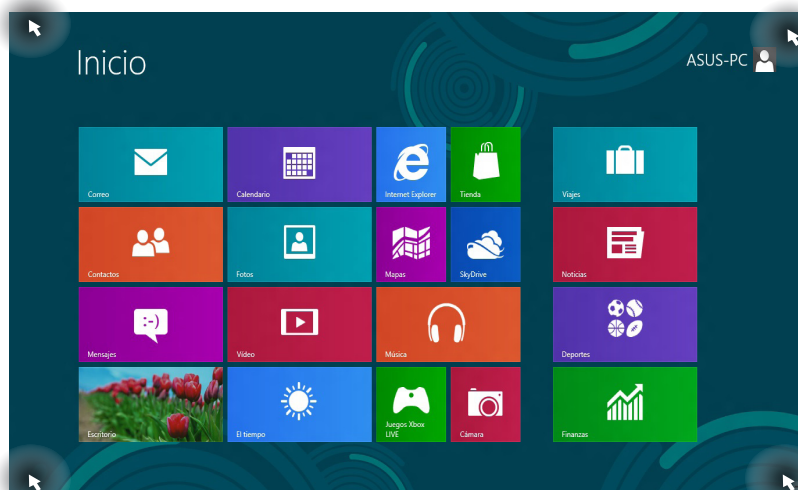 Inicio
ASUS-PC
Correo
Calendario
Internet Explorer
Tienda
Viajes
Contactos
Fotos
Mapas
SkyDrive
Noticias
Mensajes
:-)
Vídeo
Música
Deportes
Escritorio
El tiempo
Juegos Xbox
LIVE
Cámara
Finanzas